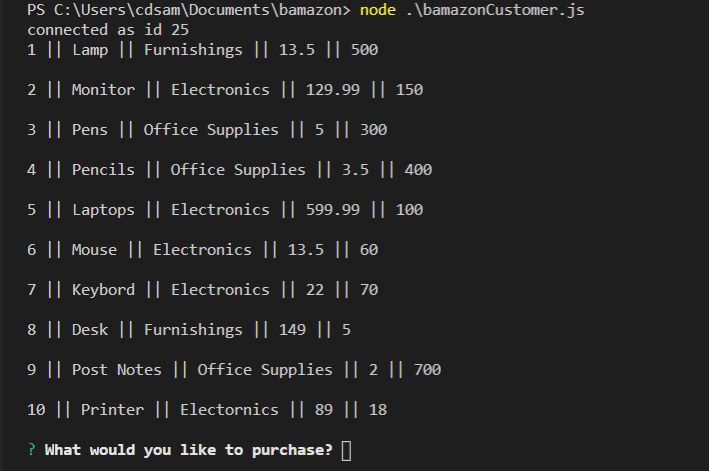 PS C:\Users\cdsam\Documents\bamazon> node .\bamazonCustomer.js
connected as id 25
1 || Lamp || Furnishings || 13.5 || 500
2 || Monitor || Electronics || 129.99 || 150
3 || Pens || Office Supplies || 5 || 300
4 || Pencils || Office Supplies || 3.5 || 400
5 || Laptops || Electronics || 599.99 || 100
6 || Mouse || Electronics || 13.5 || 60
7 || Keybord || Electronics || 22 || 70
8 || Desk || Furnishings || 149 || 5
9 || Post Notes || Office Supplies || 2 || 700
10 || Printer || Electornics || 89 || 18
? What would you like to purchase?